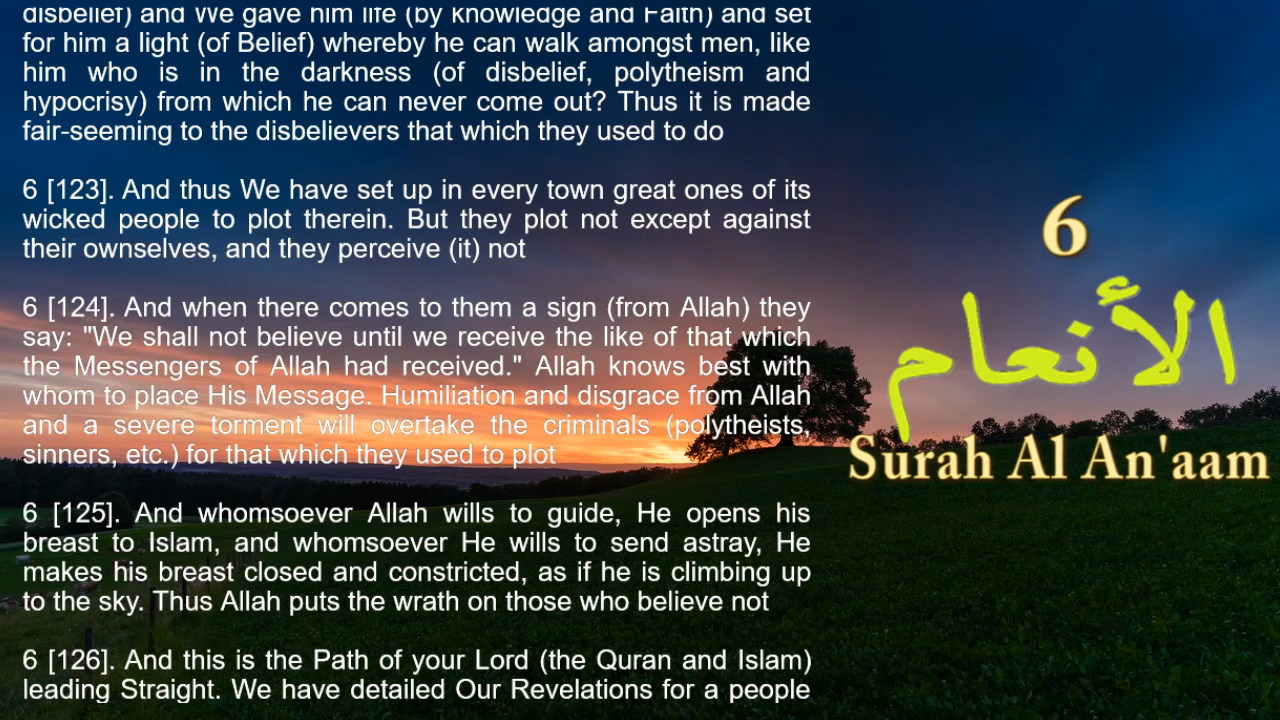 disbelief) and We gave him life (by knowledge and Faith) and set
for him a light (of Belief) whereby he can walk amongst men, like
him who is in the darkness (of disbelief, polytheism and
hypocrisy) from which he can never come out? Thus it is made
fair-seeming to the disbelievers that which they used to do
6 [123]. And thus We have set up in every town great ones of its
wicked people to plot therein. But they plot not except against
their ownselves, and they perceive (it) not
6 [124]. And when there comes to them a sign (from Allah) they
say: "We shall not believe until we receive the like of that which
the Messengers of Allah had received." Allah knows best with
whom to place His Message. Humiliation and disgrace from Allah
and a severe torment will overtake the criminals (polytheists,
sinners, etc.) for that which they used to plot
6 [125]. And whomsoever Allah wills to guide, He opens his
breast to Islam, and whomsoever He wills to send astray, He
makes his breast closed and constricted, as if he is climbing up
to the sky. Thus Allah puts the wrath on those who believe not
6 [126]. And this is the Path of your Lord (the Quran and Islam)
leading Straight. We have detailed Our Revelations for a people
6
الأنعام
Surah Al An'aam